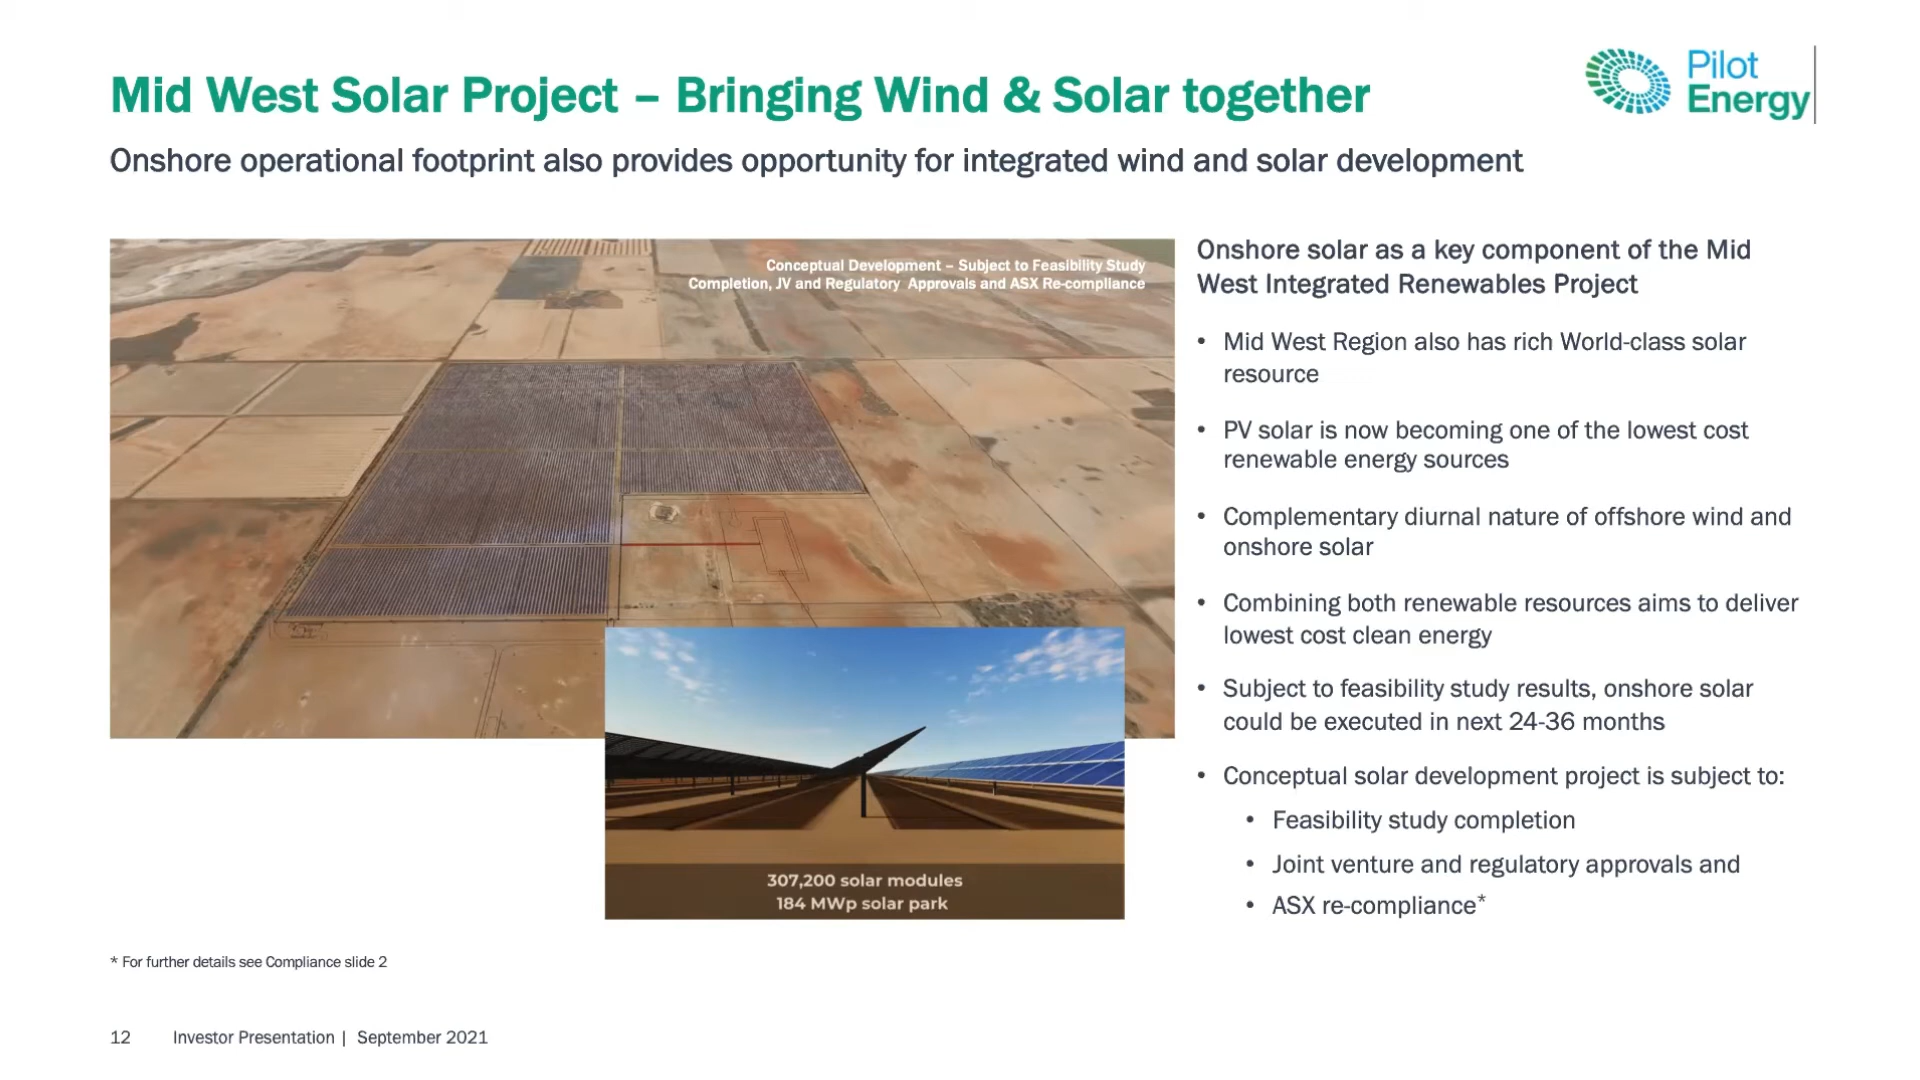 Mid West Solar Project – Bringing Wind & Solar together
Pilot
Energy
Onshore operational footprint also provides opportunity for integrated wind and solar development
Conceptual Development – Subject to Feasibility Study
Completion, JV and Regulatory Approvals and ASX Re-compliance
307,200 solar modules
184 MWp solar park
Onshore solar as a key component of the Mid
West Integrated Renewables Project
• Mid West Region also has rich World-class solar
resource
• PV solar is now becoming one of the lowest cost
renewable energy sources
• Complementary diurnal nature of offshore wind and
onshore solar
• Combining both renewable resources aims to deliver
lowest cost clean energy
• Subject to feasibility study results, onshore solar
could be executed in next 24-36 months
• Conceptual solar development project is subject to:
• Feasibility study completion
• Joint venture and regulatory approvals and
• ASX re-compliance*
* For further details see Compliance slide 2
12 Investor Presentation | September 2021